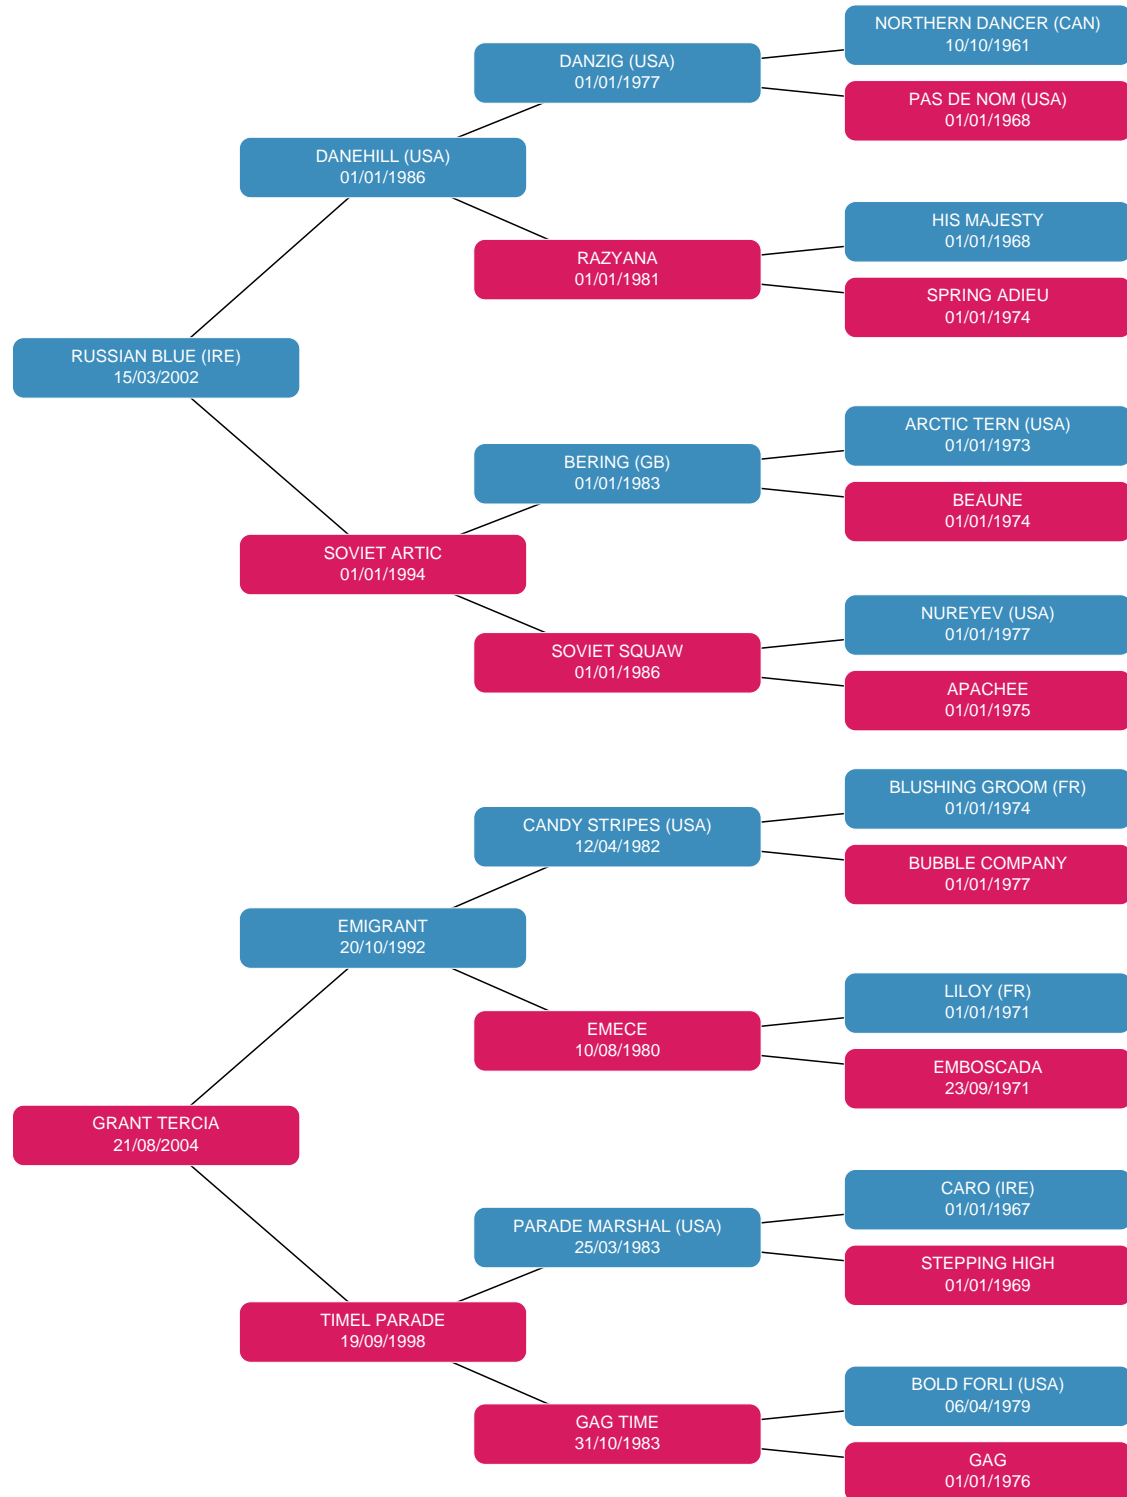 NORTHERN DANCER (CAN)
10/10/1961
DANZIG (USA)
01/01/1977
PAS DE NOM (USA)
01/01/1968
DANEHILL (USA)
01/01/1986
HIS MAJESTY
01/01/1968
RAZYANA
01/01/1981
SPRING ADIEU
01/01/1974
RUSSIAN BLUE (IRE)
15/03/2002
ARCTIC TERN (USA)
01/01/1973
BERING (GB)
01/01/1983
BEAUNE
01/01/1974
SOVIET ARTIC
01/01/1994
NUREYEV (USA)
01/01/1977
SOVIET SQUAW
01/01/1986
APACHEE
01/01/1975
BLUSHING GROOM (FR)
01/01/1974
CANDY STRIPES (USA)
12/04/1982
BUBBLE COMPANY
01/01/1977
EMIGRANT
20/10/1992
LILOY (FR)
01/01/1971
EMECE
10/08/1980
EMBOSCADA
23/09/1971
GRANT TERCIA
21/08/2004
CARO (IRE)
01/01/1967
PARADE MARSHAL (USA)
25/03/1983
STEPPING HIGH
01/01/1969
TIMEL PARADE
19/09/1998
BOLD FORLI (USA)
06/04/1979
GAG TIME
31/10/1983
GAG
01/01/1976